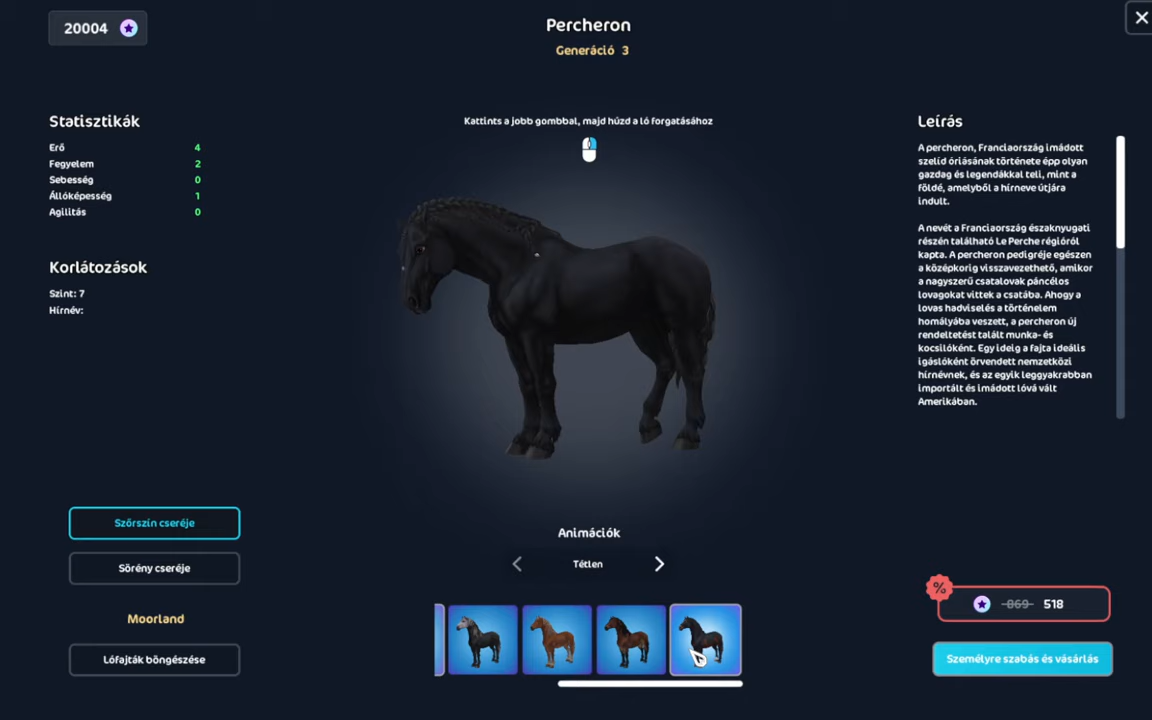 20004
Percheron
Generáció 3
Statisztikák
Erő 4
Fegyelem 2
Sebesség 0
Állóképesség 1
Agilitás 0
Korlátozások
Szint: 7
Hírnév:
Kattints a jobb gombbal, majd húzd a ló forgatásához
Leírás
A percheron, Franciaország imádott
szelíd óriásának története épp olyan
gazdag és legendákkal teli, mint a
földé, amelyből a hírneve útjára
indult.
A nevét a Franciaország északnyugati
részén található Le Perche régióról
kapta. A percheron pedigréje egészen
a középkorig visszavezethető, amikor
a nagyszerű csatalovak páncélos
lovagokat vittek a csatába. Ahogy a
lovas hadviselés a történelem
homályába veszett, a percheron új
rendeltetést talált munka- és
kocsilóként. Egy ideig a fajta ideális
igáslóként örvendett nemzetközi
hírnévnek, és az egyik leggyakrabban
importált és imádott lóvá vált
Amerikában.
Szőrszín cseréje
Sörény cseréje
Moorland
Lófajták böngészése
Animációk
Tétlen
%
869 518
Személyre szabás és vásárlás